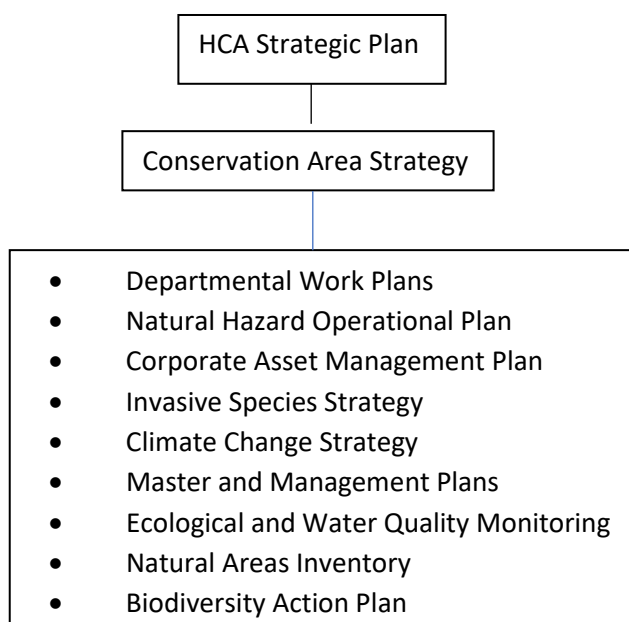 HCA Strategic Plan
Conservation Area Strategy
• Departmental Work Plans
• Natural Hazard Operational Plan
• Corporate Asset Management Plan
• Invasive Species Strategy
• Climate Change Strategy
• Master and Management Plans
• Ecological and Water Quality Monitoring
• Natural Areas Inventory
• Biodiversity Action Plan